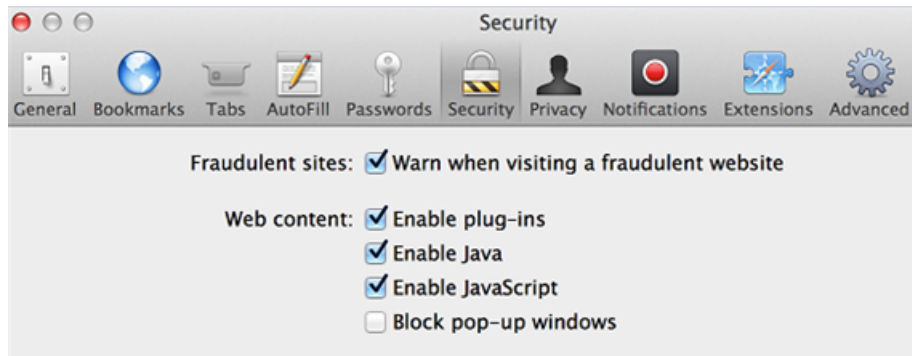 Security
General Bookmarks Tabs AutoFill Passwords Security Privacy Notifications Extensions Advanced
Fraudulent sites: Warn when visiting a fraudulent website
Web content: Enable plug-ins
Enable Java
Enable JavaScript
Block pop-up windows